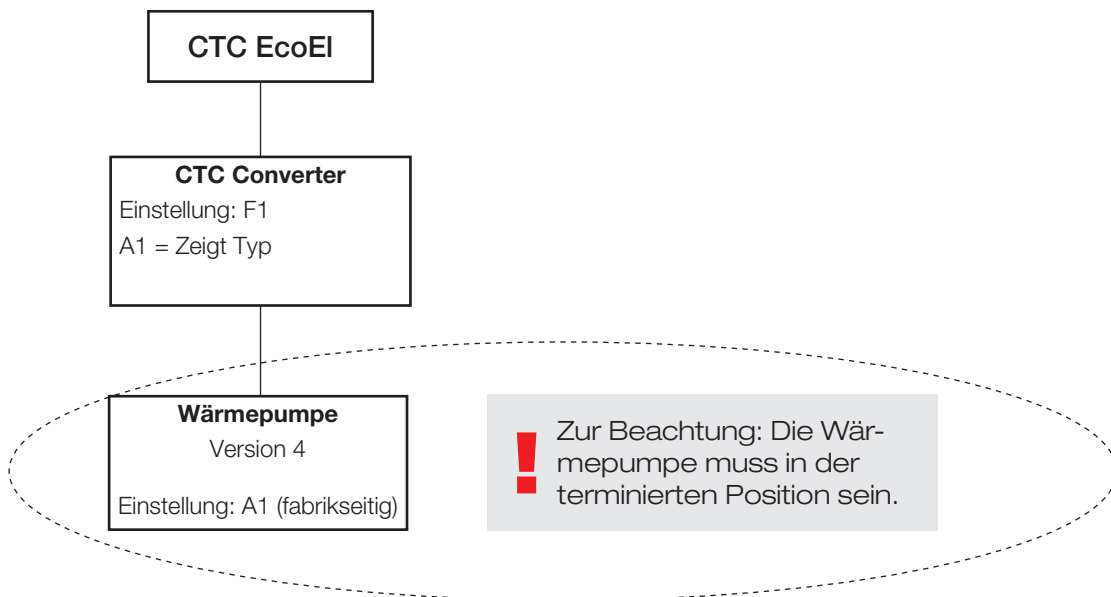 CTC EcoEl
CTC Converter
Einstellung: F1
A1 = Zeigt Typ
Wärmepumpe
Version 4
Einstellung: A1 (fabrikseitig)
! Zur Beachtung: Die Wär-
mepumpe muss in der
terminierten Position sein.